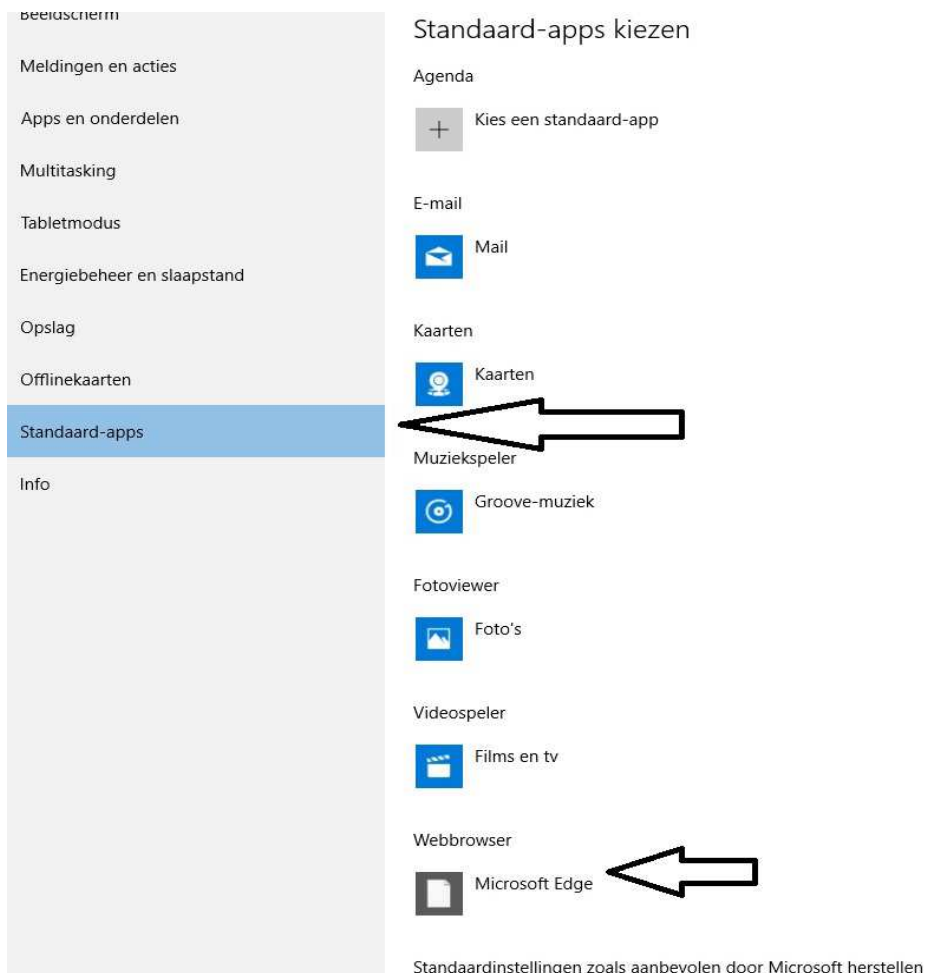 Beeldscherm
Meldingen en acties
Apps en onderdelen
Multitasking
Tabletmodus
Energiebeheer en slaapstand
Opslag
Offlinekaarten
Standaard-apps
Info
Standaard-apps kiezen
Agenda
Kies een standaard-app
E-mail
Mail
Kaarten
Kaarten
Muziekspeler
Groove-muziek
Fotoviewer
Foto's
Videospeler
Films en tv
Webbrowser
Microsoft Edge
Standaardinstellingen zoals aanbevolen door Microsoft herstellen